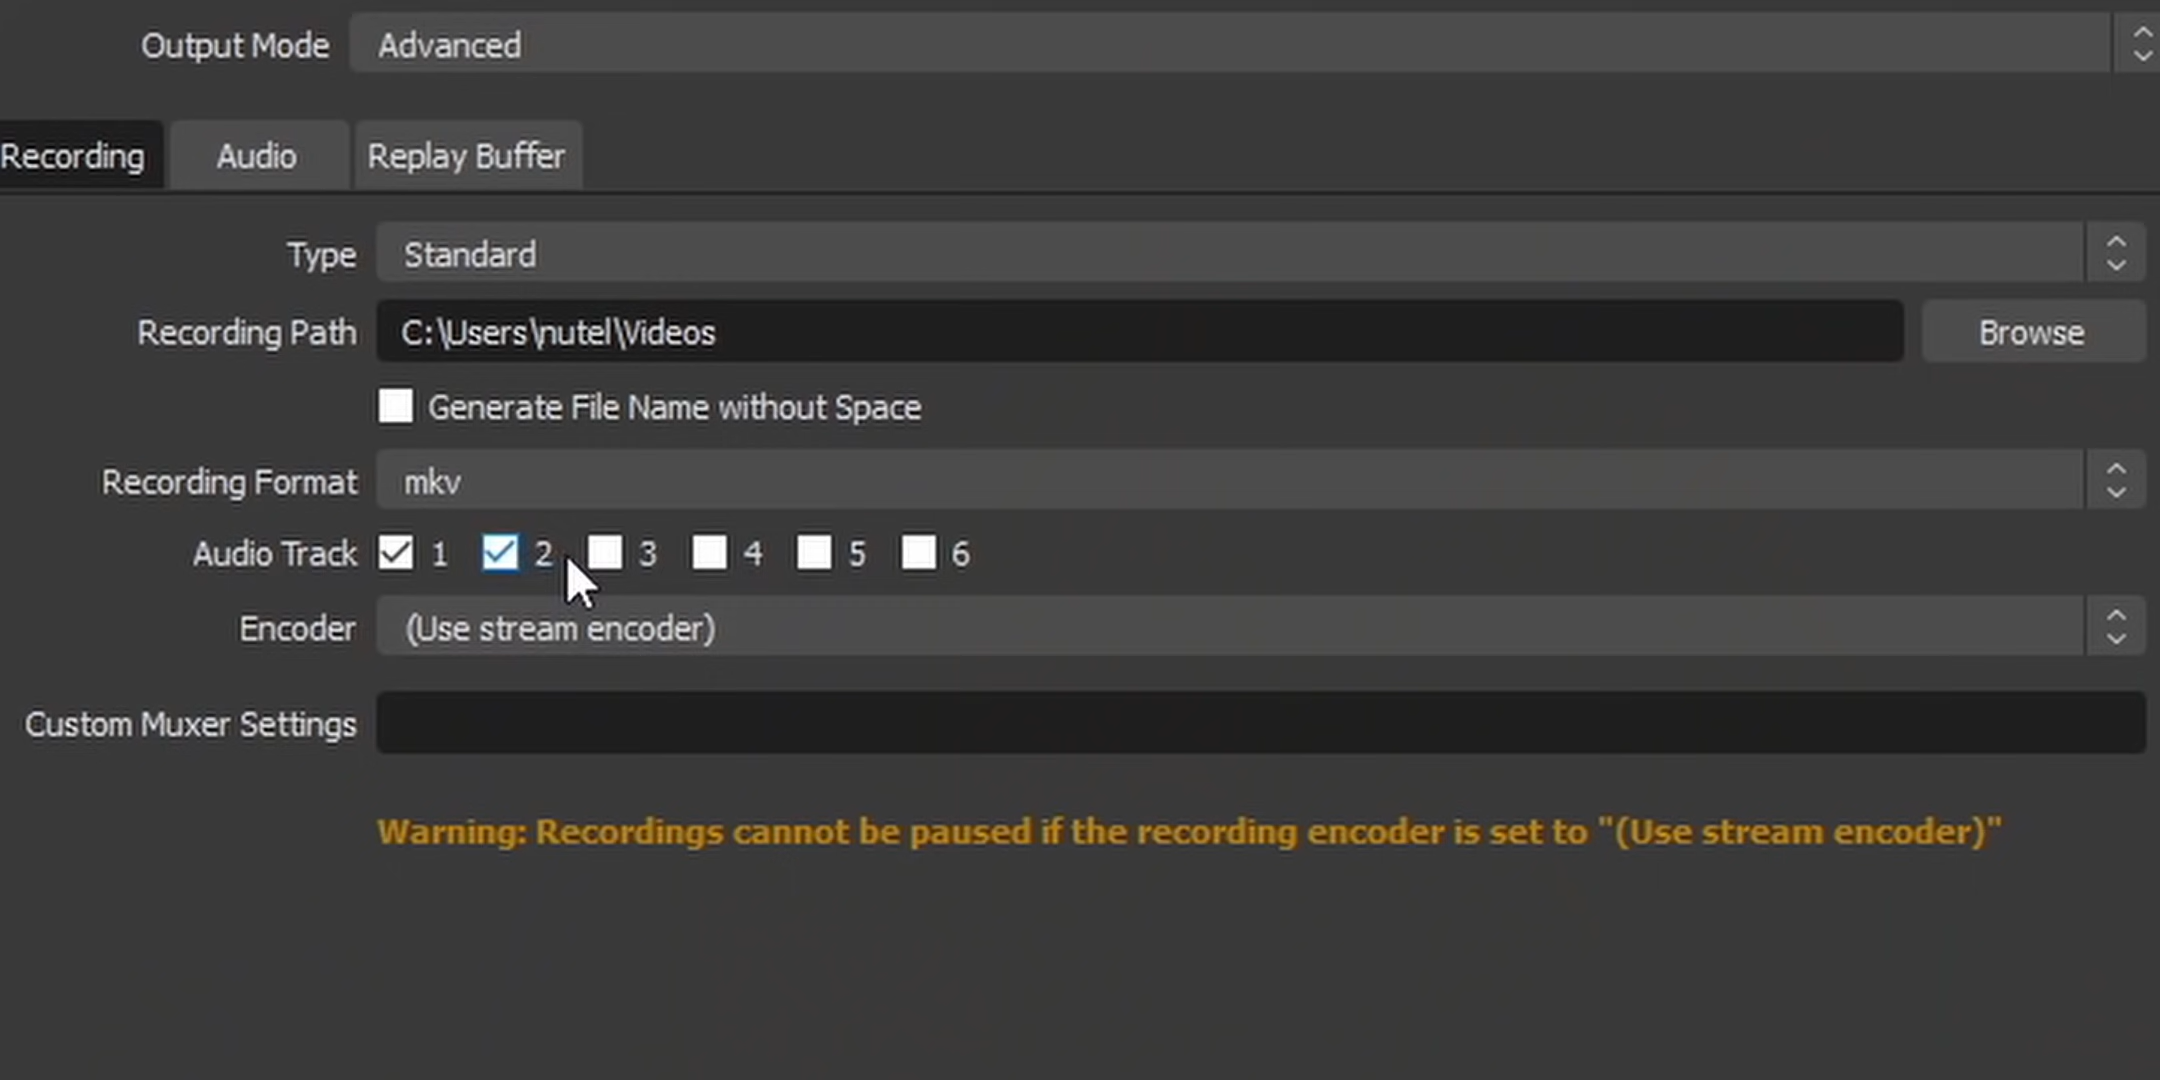 Output Mode Advanced
Recording Audio Replay Buffer
Type Standard
Recording Path C:\Users\nutel\Videos Browse
Generate File Name without Space
Recording Format mkv
Audio Track 1 2 3 4 5 6
Encoder (Use stream encoder)
Custom Muxer Settings
Warning: Recordings cannot be paused if the recording encoder is set to "(Use stream encoder)"